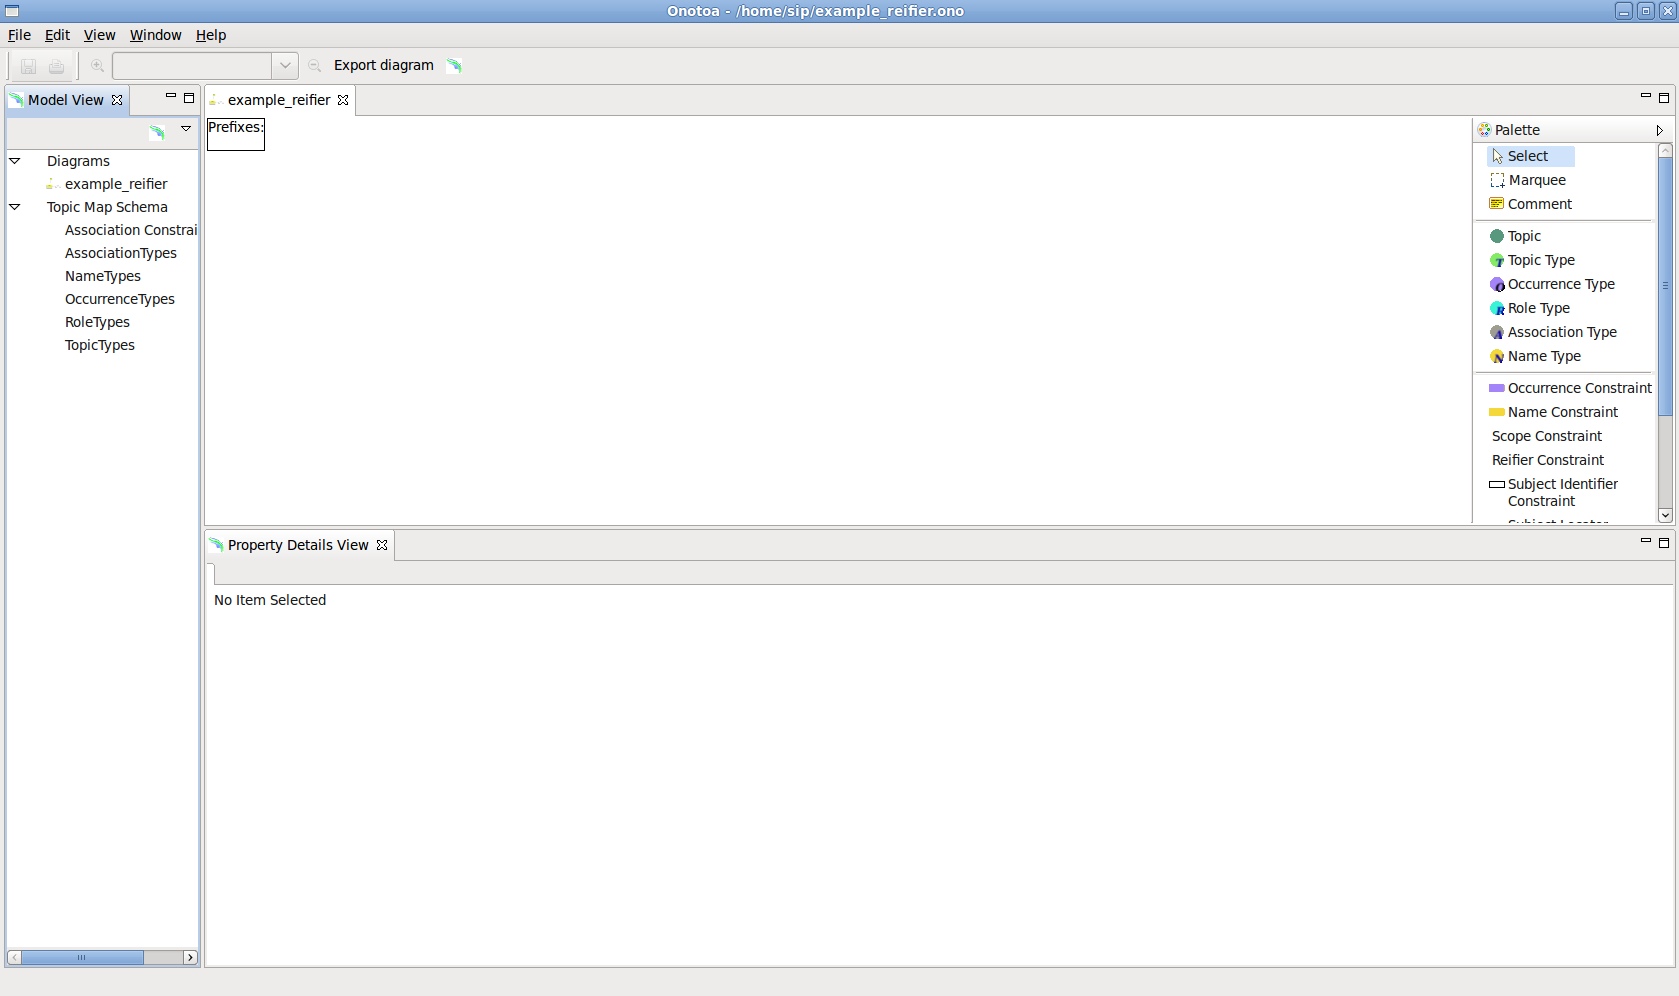 Onotoa - /home/sip/example_reifier.ono
File Edit View Window Help
Export diagram
Model View
example_reifier
Prefixes:
Diagrams
example_reifier
Topic Map Schema
Association Constrai
AssociationTypes
NameTypes
OccurrenceTypes
RoleTypes
TopicTypes
Palette
Select
Marquee
Comment
Topic
Topic Type
Occurrence Type
Role Type
Association Type
Name Type
Occurrence Constraint
Name Constraint
Scope Constraint
Reifier Constraint
Subject Identifier
Constraint
Subject Locator
Property Details View
No Item Selected